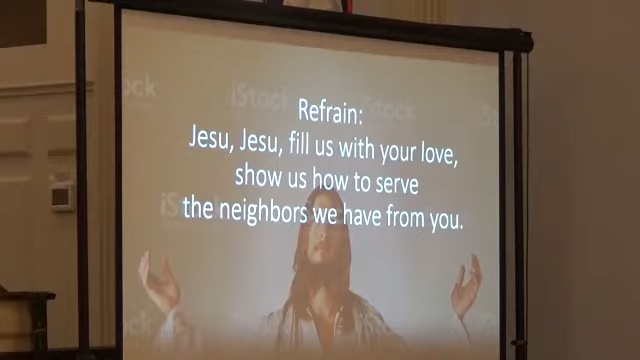 iStock
Refrain:
Jesu, Jesu, fill us with your love,
show us how to serve
the neighbors we have from you.